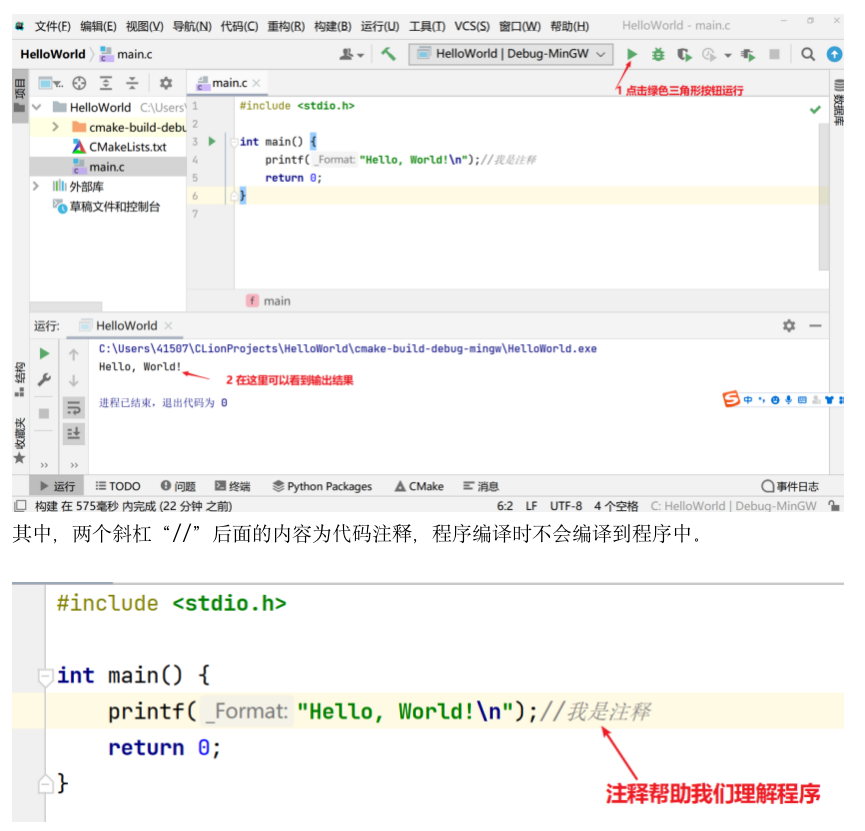 文件(F) 编辑(E) 视图(V) 导航(N) 代码(C) 重构(R) 构建(B) 运行(U) 工具(T) VCS(S) 窗口(W) 帮助(H) HelloWorld - main.c
HelloWorld main.c HelloWorld | Debug-MinGW
1 点击绿色三角形按钮运行
项目
main.c
数据库
HelloWorld C:\Users\
cmake-build-debu
CMakeLists.txt
main.c
外部库
草稿文件和控制台
1 #include <stdio.h>
2
3 int main() {
4 printf( _Format: "Hello, World!\n");//我是注释
5 return 0;
6 }
7
main
运行: HelloWorld
C:\Users\41507\CLionProjects\HelloWorld\cmake-build-debug-mingw\HelloWorld.exe
Hello, World!
2 在这里可以看到输出结果
进程已结束，退出代码为 0
中
结构
收藏夹
运行 TODO 问题 终端 Python Packages CMake 消息 事件日志
构建 在 575毫秒 内完成 (22 分钟 之前) 6:2 LF UTF-8 4 个空格 C: HelloWorld | Debug-MinGW
其中，两个斜杠“//”后面的内容为代码注释，程序编译时不会编译到程序中。
#include <stdio.h>
int main() {
printf( _Format: "Hello, World!\n");//我是注释
return 0;
}
注释帮助我们理解程序